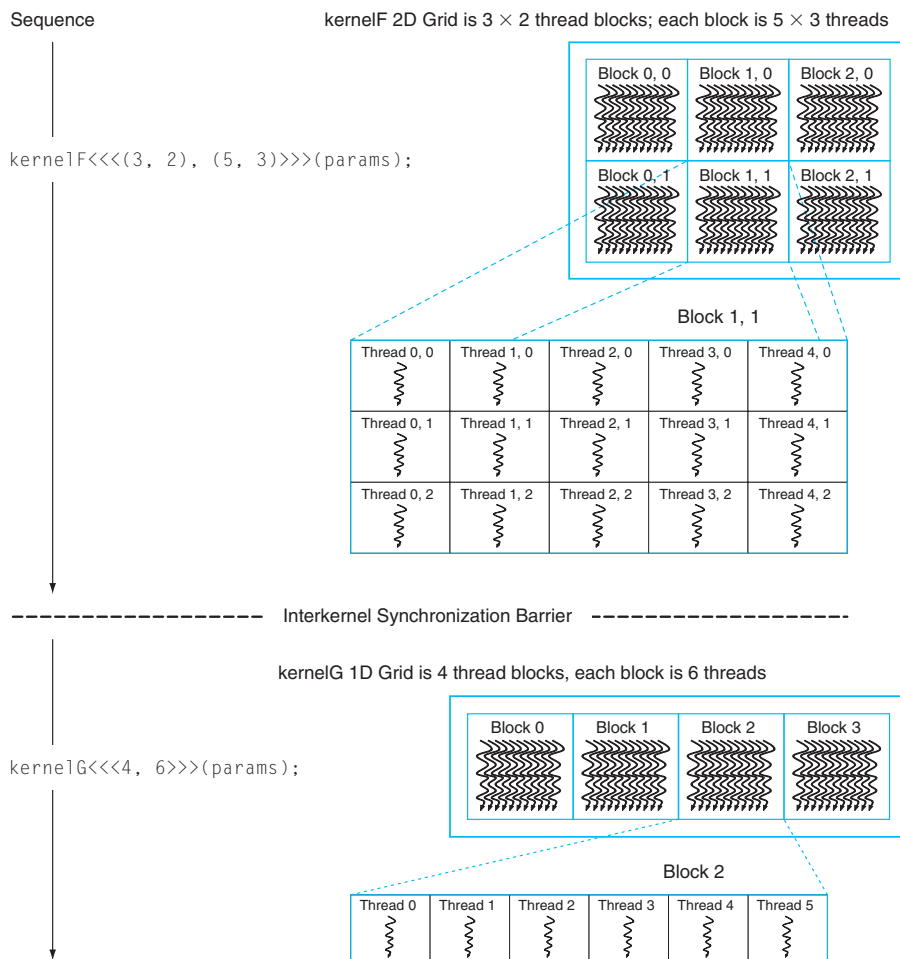 Sequence
kernelF 2D Grid is 3 × 2 thread blocks; each block is 5 × 3 threads
Block 0, 0 Block 1, 0 Block 2, 0
kernelF<<<(3, 2), (5, 3)>>>(params);
Block 0, 1 Block 1, 1 Block 2, 1
Block 1, 1
Thread 0, 0 Thread 1, 0 Thread 2, 0 Thread 3, 0 Thread 4, 0
Thread 0, 1 Thread 1, 1 Thread 2, 1 Thread 3, 1 Thread 4, 1
Thread 0, 2 Thread 1, 2 Thread 2, 2 Thread 3, 2 Thread 4, 2
Interkernel Synchronization Barrier
kernelG 1D Grid is 4 thread blocks, each block is 6 threads
Block 0 Block 1 Block 2 Block 3
kernelG<<<4, 6>>>(params);
Block 2
Thread 0 Thread 1 Thread 2 Thread 3 Thread 4 Thread 5